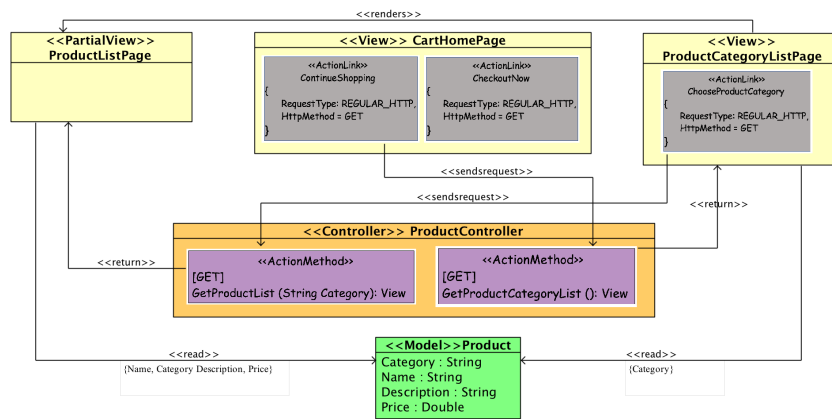 <<renders>>
<<PartialView>>
ProductListPage
<<View>> CartHomePage
<<ActionLink>>
ContinueShopping
{
RequestType: REGULAR_HTTP,
HttpMethod = GET
}
<<ActionLink>>
CheckoutNow
{
RequestType: REGULAR_HTTP,
HttpMethod = GET
}
<<View>>
ProductCategoryListPage
<<ActionLink>>
ChooseProductCategory
{
RequestType: REGULAR_HTTP,
HttpMethod = GET
}
<<sendsrequest>>
<<sendsrequest>>
<<return>>
<<Controller>> ProductController
<<return>>
<<ActionMethod>>
[GET]
GetProductList (String Category): View
<<ActionMethod>>
[GET]
GetProductCategoryList (): View
<<read>>
{Name, Category Description, Price}
<<Model>>Product
Category : String
Name : String
Description : String
Price : Double
<<read>>
{Category}